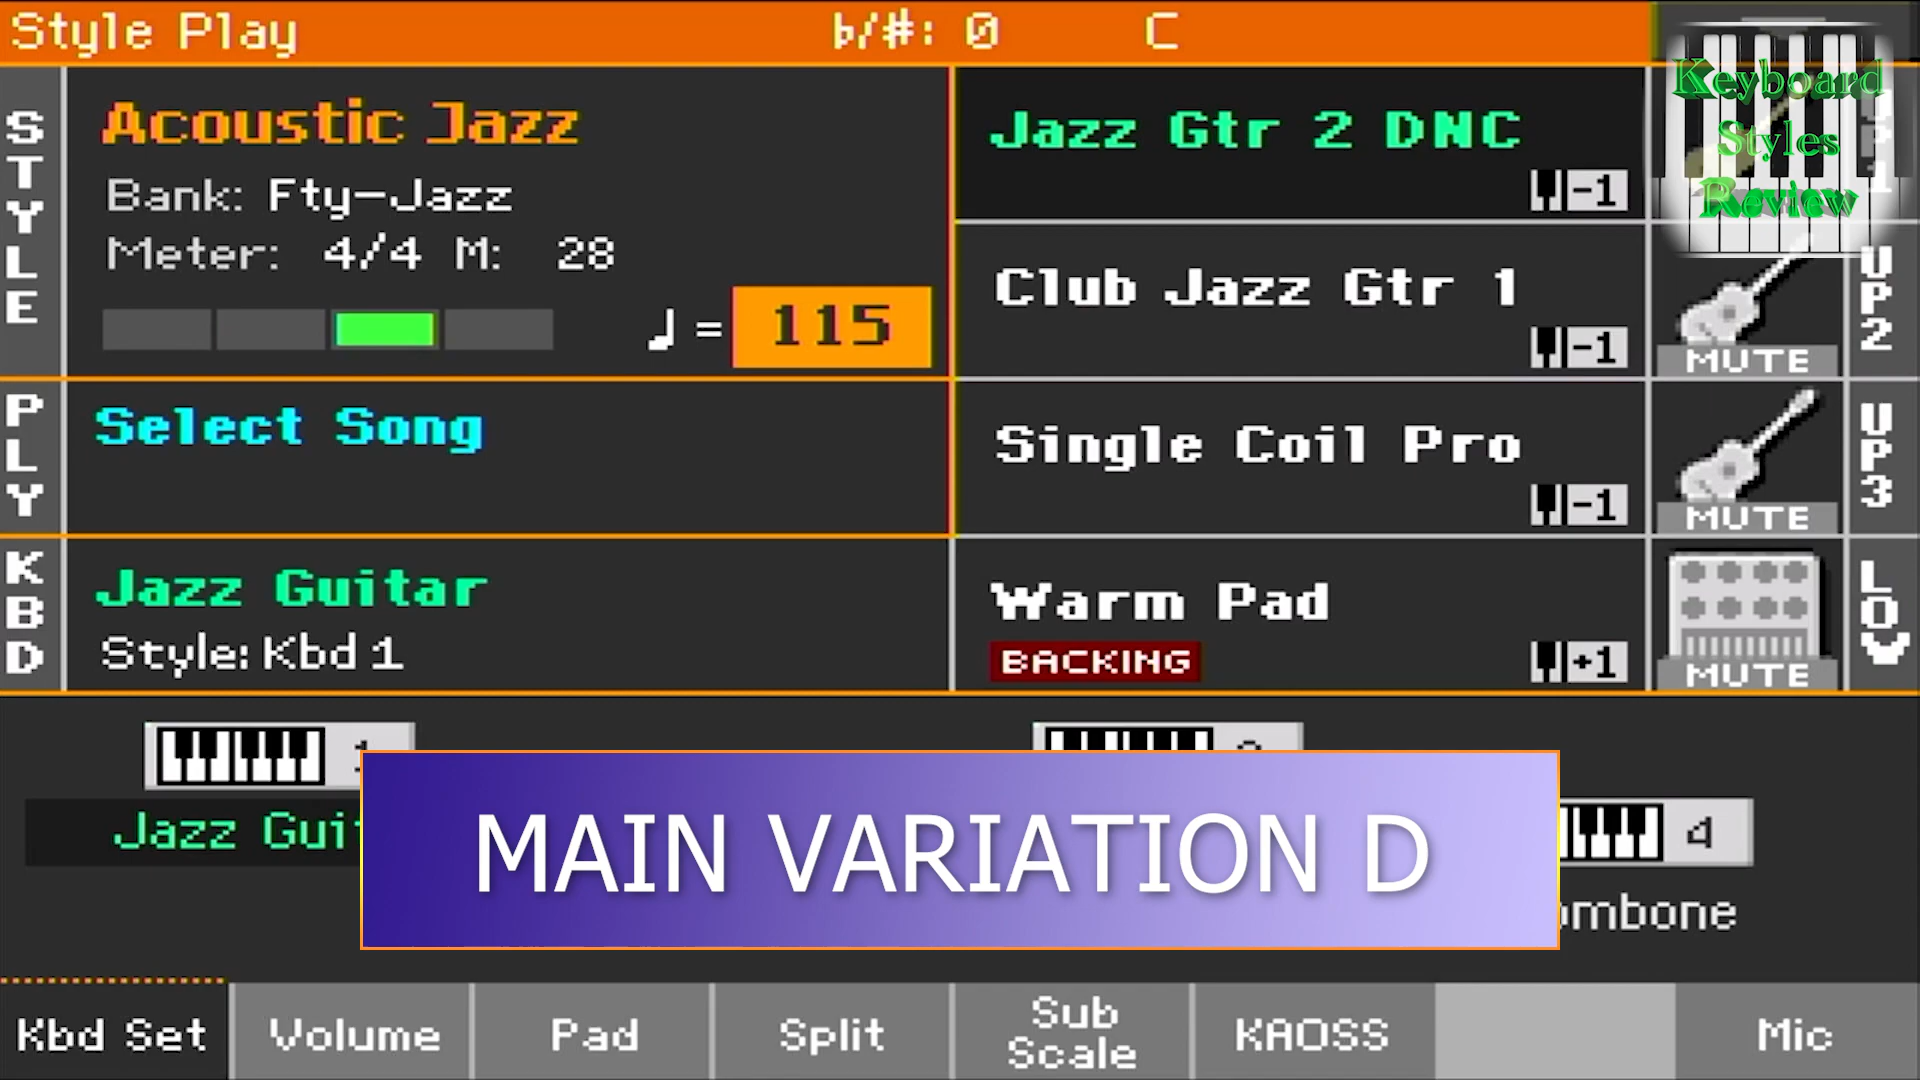 Style Play
b/#: 0
C
Keyboard
Styles
Review
STYLE
Acoustic Jazz
Bank: Fty-Jazz
Meter: 4/4 M: 28
♩ = 115
Jazz Gtr 2 DNC
-1
UP1
Club Jazz Gtr 1
-1
MUTE
UP2
PLY
Select Song
Single Coil Pro
-1
MUTE
UP3
KBD
Jazz Guitar
Style: Kbd 1
Warm Pad
BACKING
+1
MUTE
LOW
Jazz Gui
4
ombone
MAIN VARIATION D
Kbd Set
Volume
Pad
Split
Sub
Scale
KAOSS
Mic